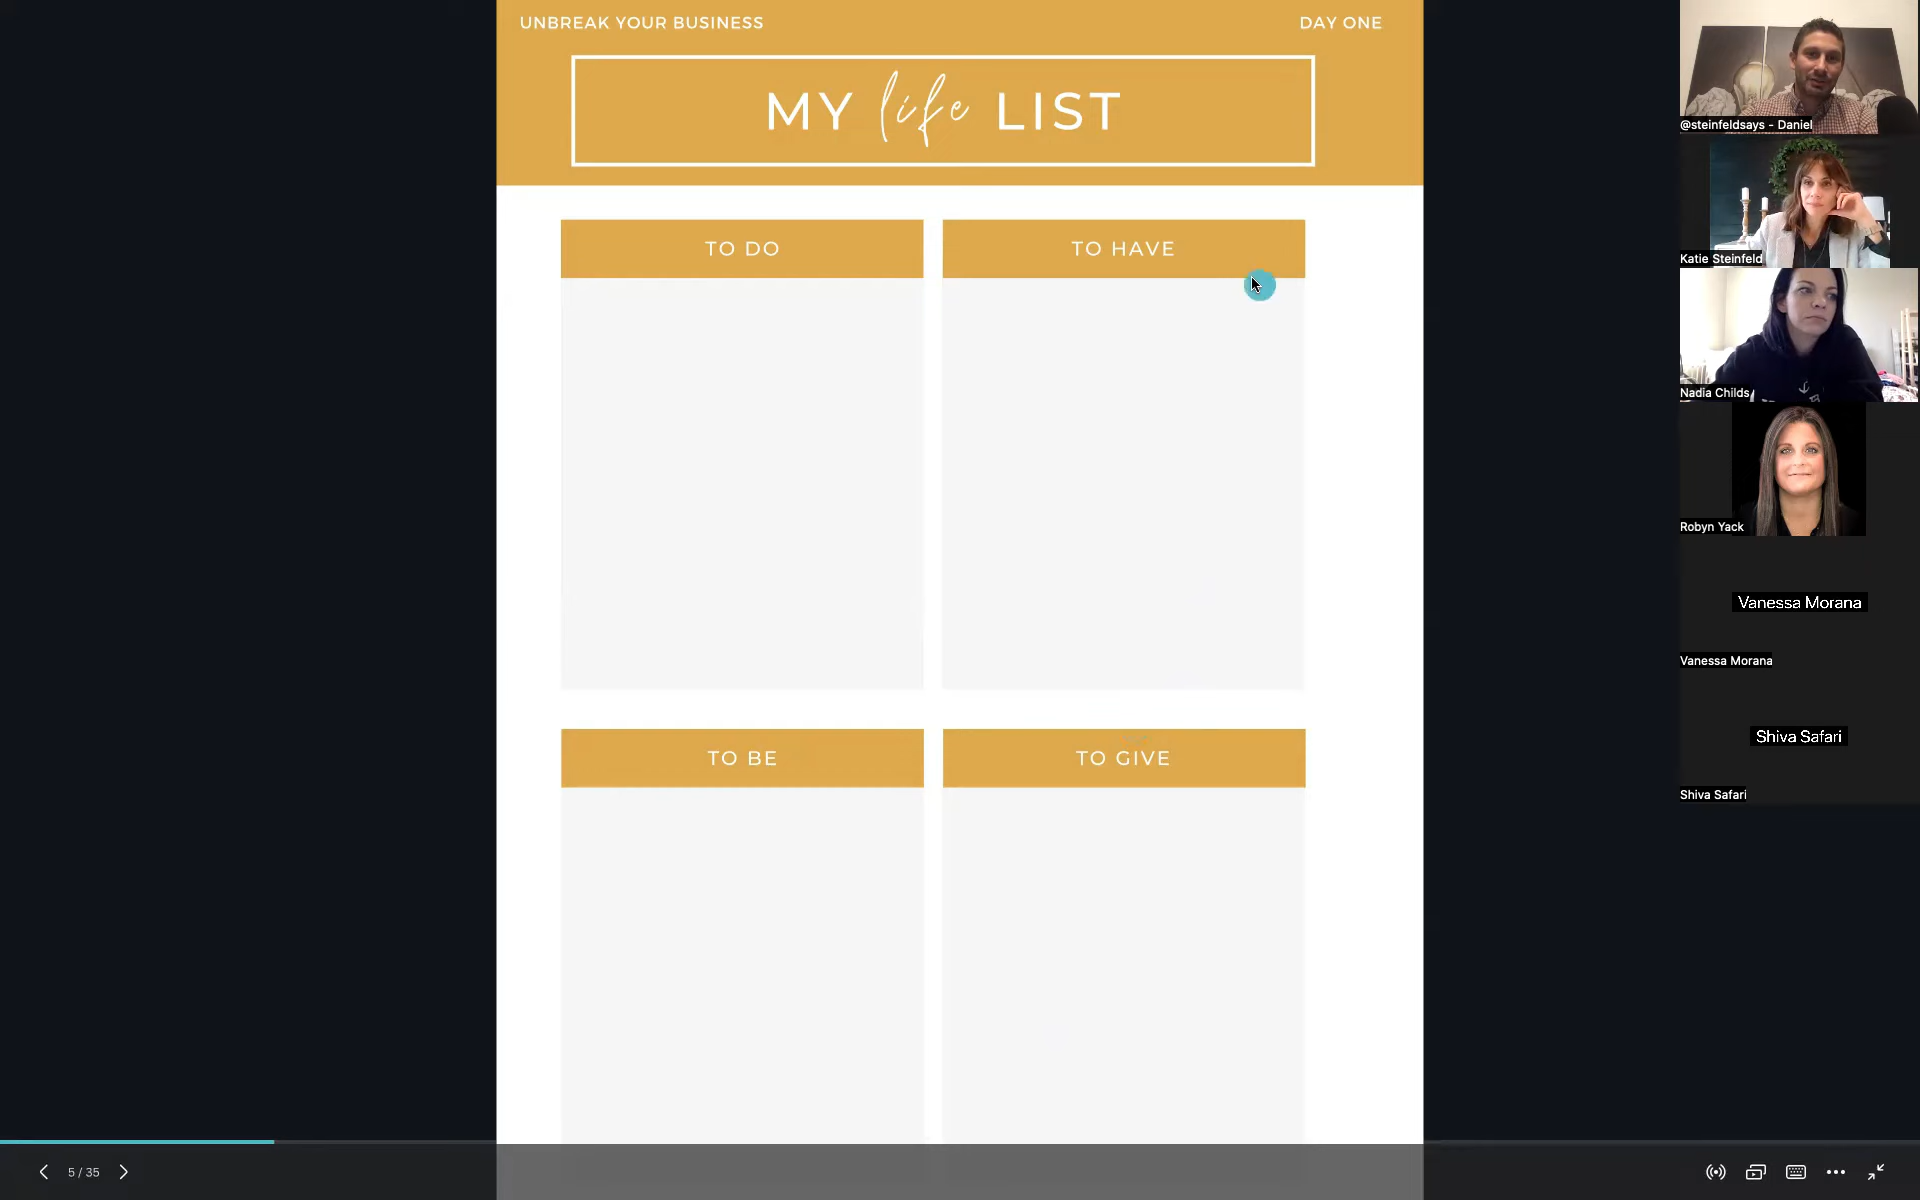 UNBREAK YOUR BUSINESS
DAY ONE
MY life LIST
TO DO
TO HAVE
TO BE
TO GIVE
@steinfeldsays - Daniel
Katie Steinfeld
Nadia Childs
Robyn Yack
Vanessa Morana
Vanessa Morana
Shiva Safari
Shiva Safari
5 / 35